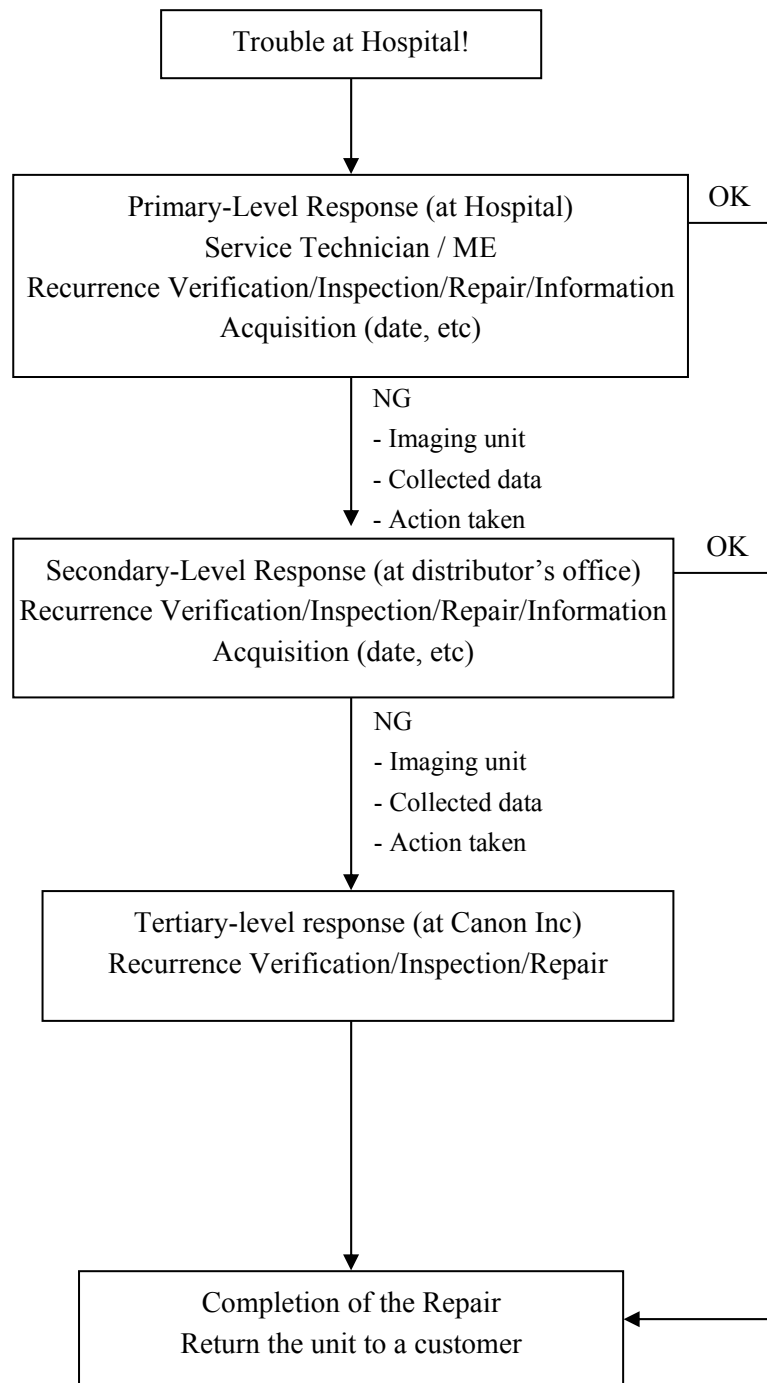 Trouble at Hospital!
Primary-Level Response (at Hospital)
Service Technician / ME
Recurrence Verification/Inspection/Repair/Information
Acquisition (date, etc)
OK
NG
- Imaging unit
- Collected data
- Action taken
Secondary-Level Response (at distributor’s office)
Recurrence Verification/Inspection/Repair/Information
Acquisition (date, etc)
OK
NG
- Imaging unit
- Collected data
- Action taken
Tertiary-level response (at Canon Inc)
Recurrence Verification/Inspection/Repair
Completion of the Repair
Return the unit to a customer